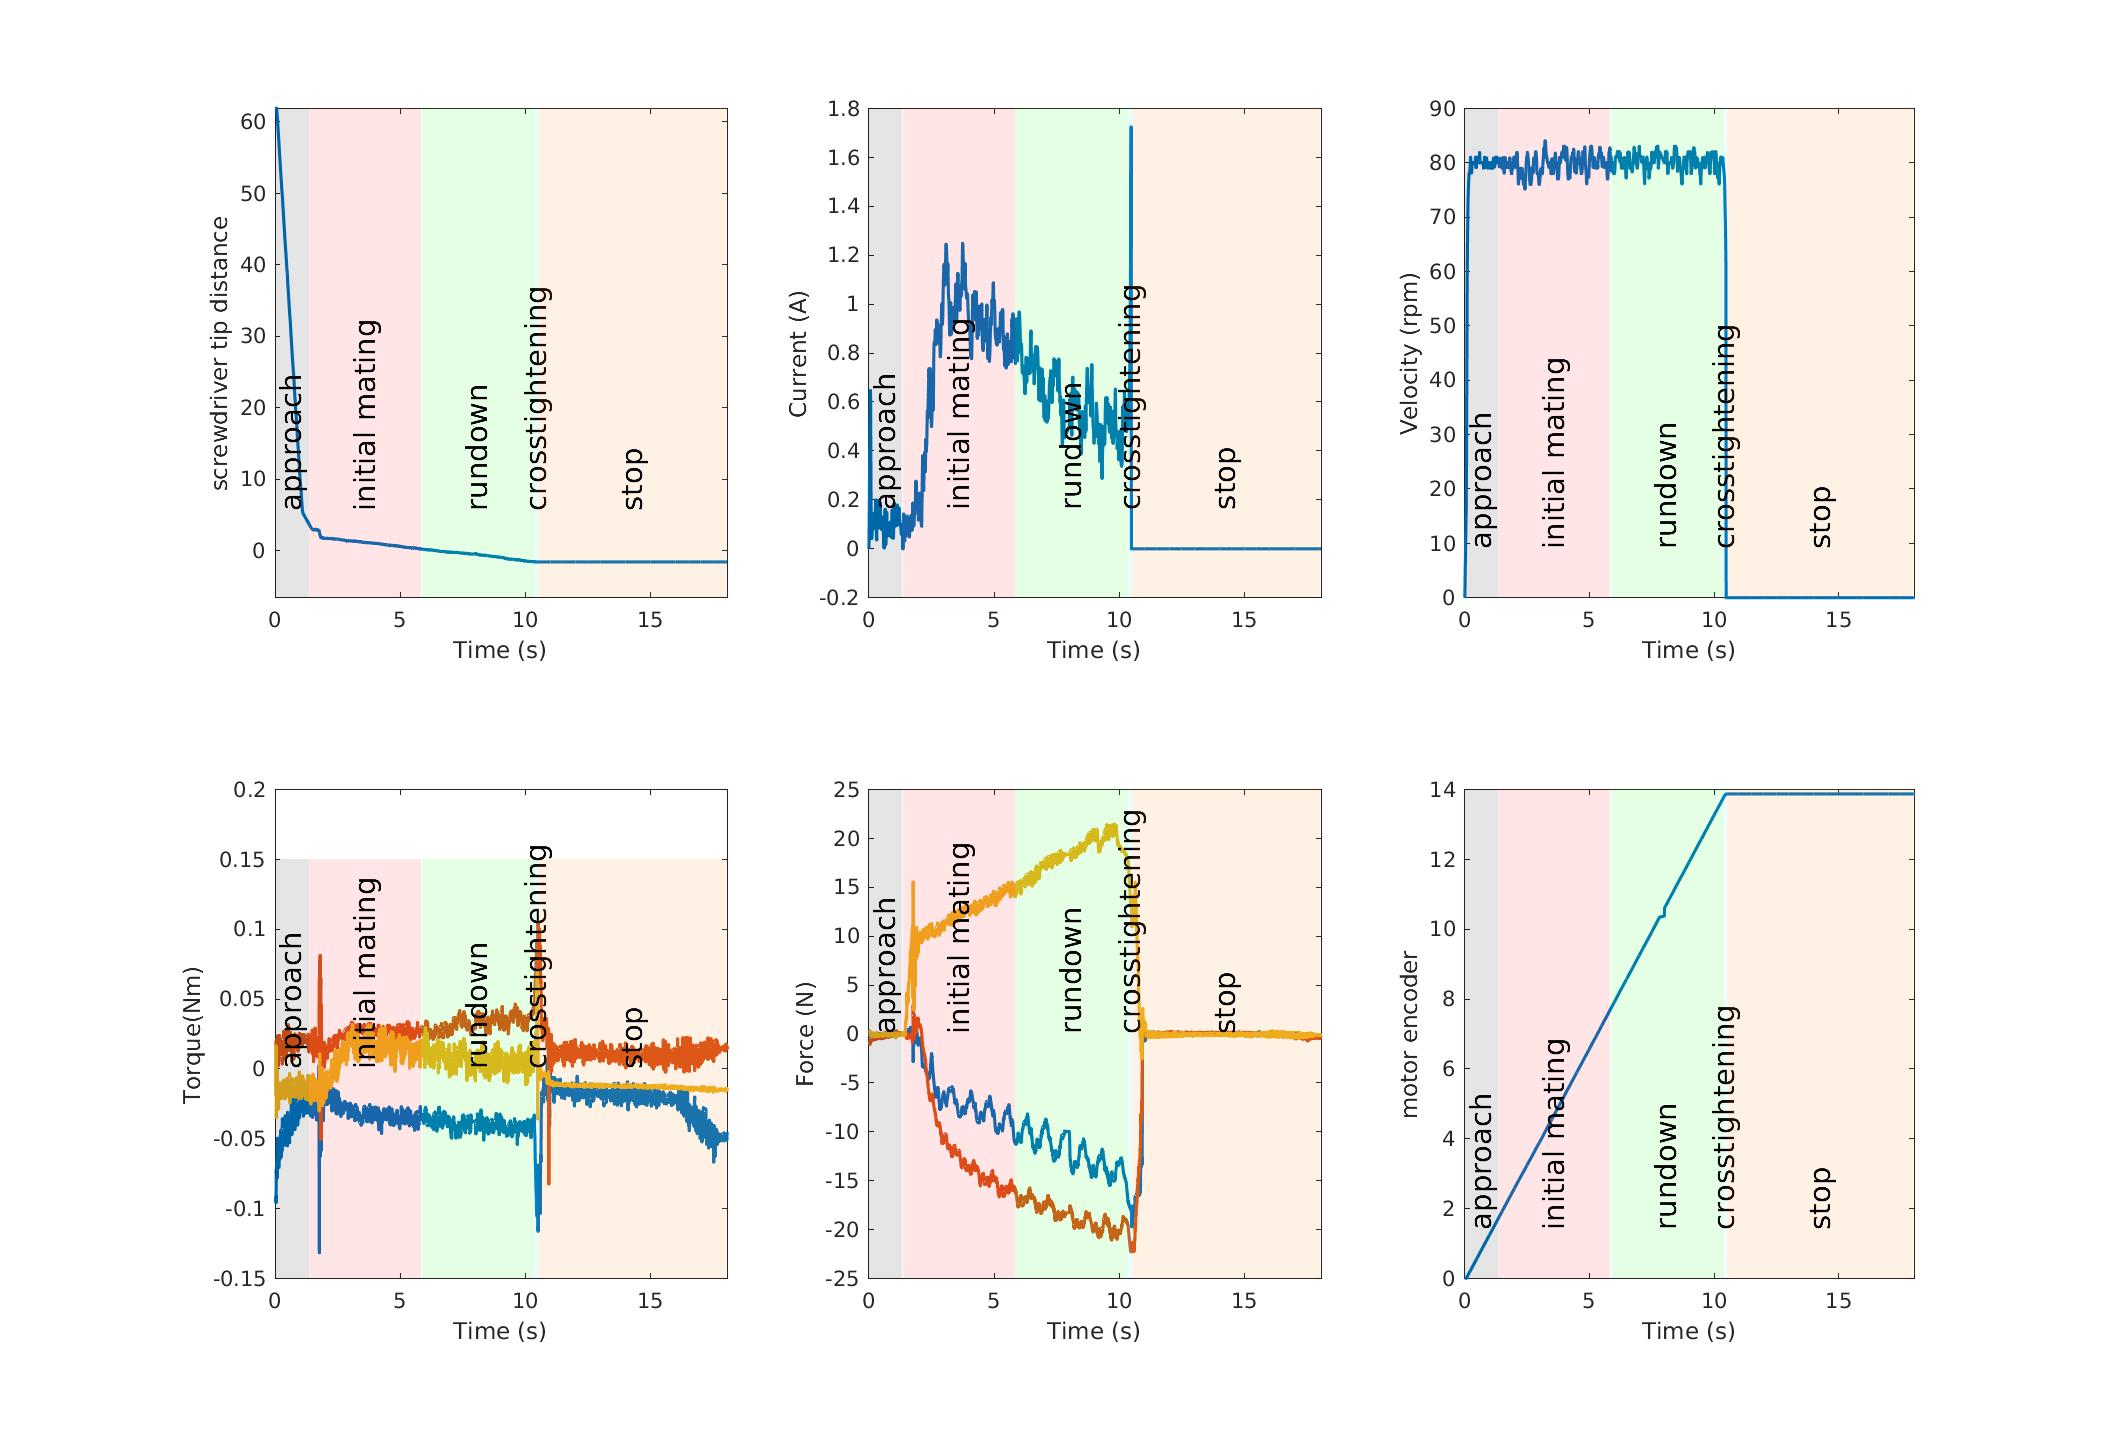 screwdriver tip distance
60
50
40
30
20
10
0
approach
initial mating
rundown
crosstightening
stop
0
5
10
15
Time (s)
Current (A)
1.8
1.6
1.4
1.2
1
0.8
0.6
0.4
0.2
0
-0.2
approach
initial mating
rundown
crosstightening
stop
0
5
10
15
Time (s)
Velocity (rpm)
90
80
70
60
50
40
30
20
10
0
approach
initial mating
rundown
crosstightening
stop
0
5
10
15
Time (s)
Torque(Nm)
0.2
0.15
0.1
0.05
0
-0.05
-0.1
-0.15
approach
initial mating
rundown
crosstightening
stop
0
5
10
15
Time (s)
Force (N)
25
20
15
10
5
0
-5
-10
-15
-20
-25
approach
initial mating
rundown
crosstightening
stop
0
5
10
15
Time (s)
motor encoder
14
12
10
8
6
4
2
0
approach
initial mating
rundown
crosstightening
stop
0
5
10
15
Time (s)